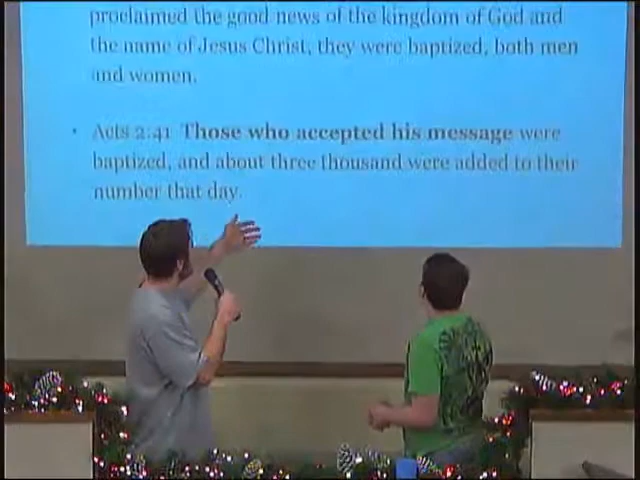 proclaimed the good news of the kingdom of God and
the name of Jesus Christ, they were baptized, both men
and women.
• Acts 2:41 Those who accepted his message were
baptized, and about three thousand were added to their
number that day.